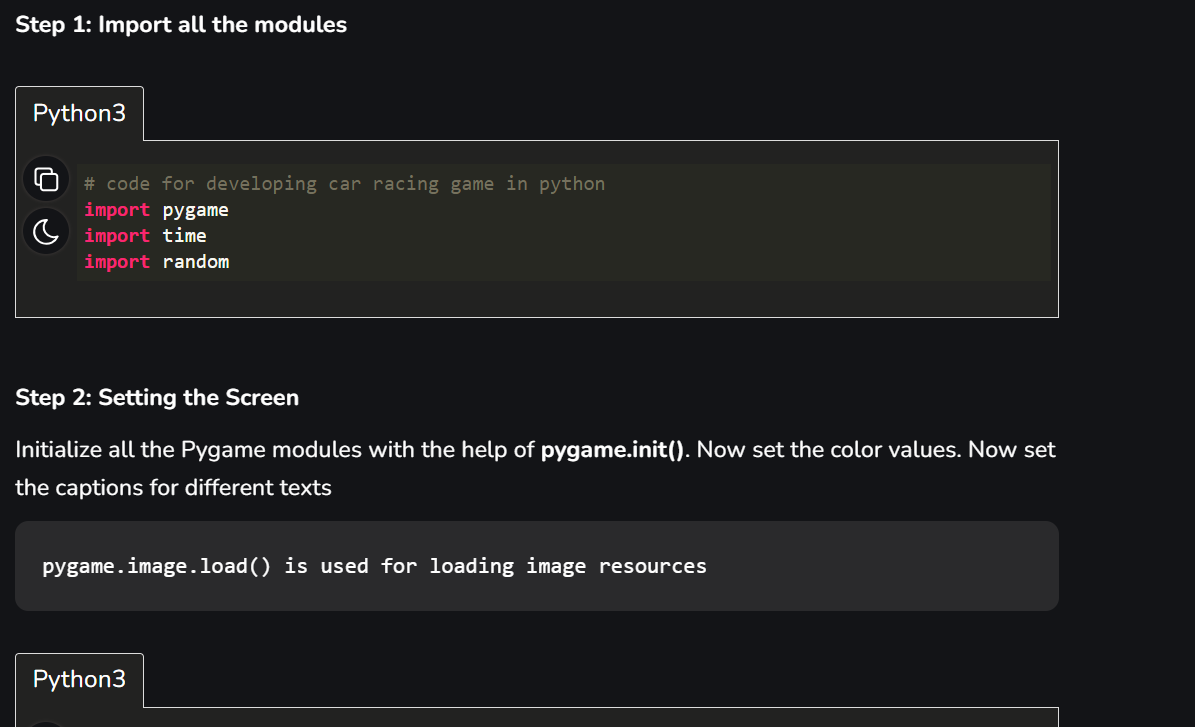 Step 1: Import all the modules
Python3
# code for developing car racing game in python
import pygame
import time
import random
Step 2: Setting the Screen
Initialize all the Pygame modules with the help of pygame.init(). Now set the color values. Now set
the captions for different texts
pygame.image.load() is used for loading image resources
Python3